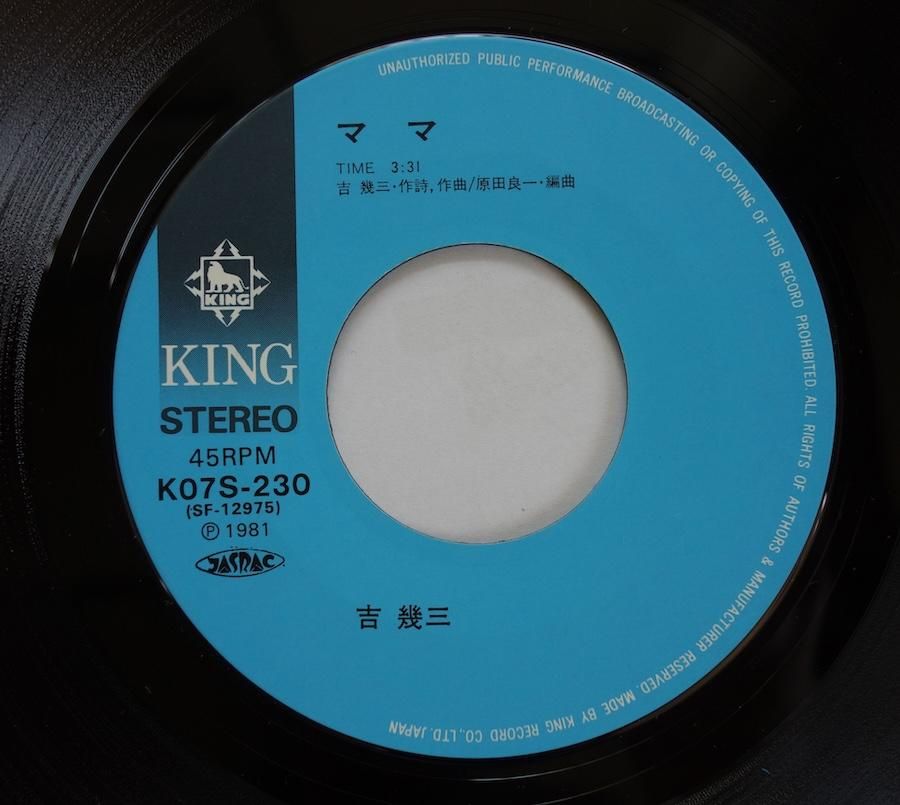 ママ
TIME 3:31
吉 幾三・作詩, 作曲/原田良一・編曲
KING
KING
STEREO
45RPM
K07S-230
(SF-12975)
Ⓟ 1981
JASRAC
吉 幾三
UNAUTHORIZED PUBLIC PERFORMANCE BROADCASTING OR COPYING OF THIS RECORD PROHIBITED. ALL RIGHTS OF AUTHORS & MANUFACTURER RESERVED. MADE BY KING RECORD CO., LTD. JAPAN